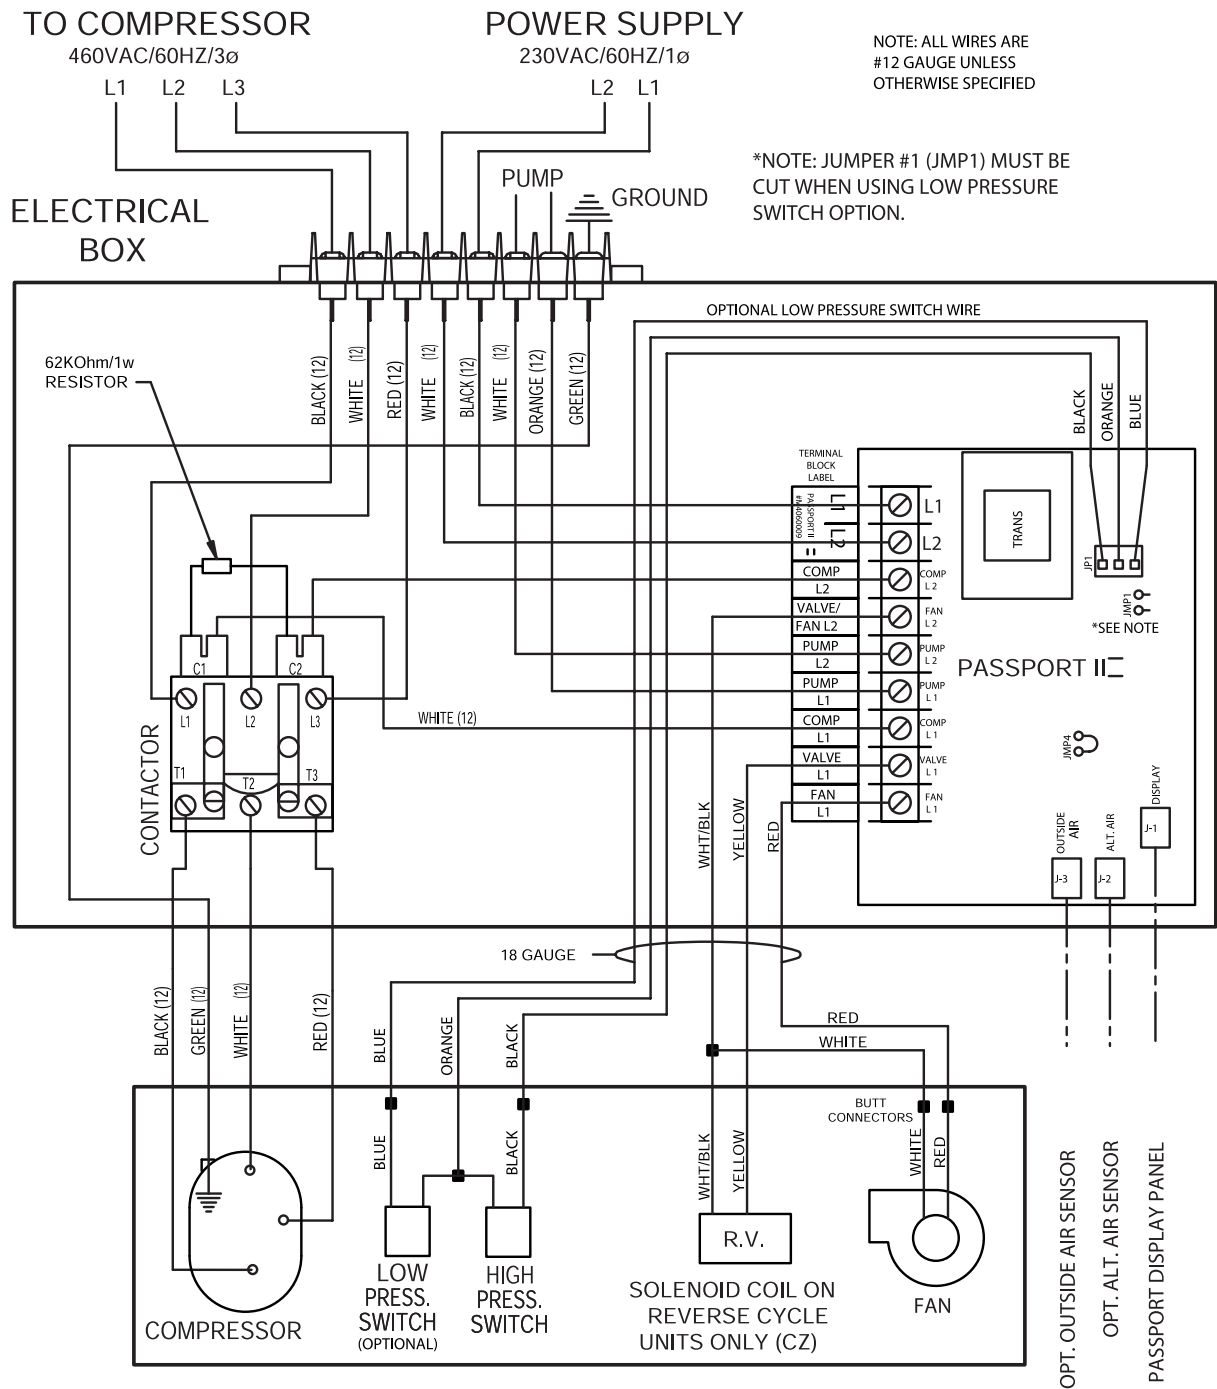 TO COMPRESSOR
460VAC/60HZ/3ø
L1 L2 L3
POWER SUPPLY
230VAC/60HZ/1ø
L2 L1
NOTE: ALL WIRES ARE
#12 GAUGE UNLESS
OTHERWISE SPECIFIED
*NOTE: JUMPER #1 (JMP1) MUST BE
CUT WHEN USING LOW PRESSURE
SWITCH OPTION.
PUMP
GROUND
ELECTRICAL
BOX
OPTIONAL LOW PRESSURE SWITCH WIRE
62KOhm/1w
RESISTOR
BLACK (12)
WHITE (12)
RED (12)
WHITE (12)
BLACK (12)
WHITE (12)
ORANGE (12)
GREEN (12)
BLACK
ORANGE
BLUE
TERMINAL
BLOCK
LABEL
PASSPORT II
L1
L2
=
COMP
L2
VALVE/
FAN L2
PUMP
L2
PUMP
L1
COMP
L1
VALVE
L1
FAN
L1
L1
L2
COMP
L 2
FAN
L 2
PUMP
L 2
PUMP
L 1
COMP
L 1
VALVE
L 1
FAN
L 1
TRANS
JP1
JMP1
*SEE NOTE
PASSPORT II
JMP4
DISPLAY
J-1
OUTSIDE
AIR
J-3
ALT. AIR
J-2
C1
C2
L1
L2
L3
T1
T2
T3
CONTACTOR
WHITE (12)
WHT/BLK
YELLOW
RED
18 GAUGE
BLACK (12)
GREEN (12)
WHITE (12)
RED (12)
BLUE
ORANGE
BLACK
RED
WHITE
BUTT
CONNECTORS
BLUE
BLACK
WHT/BLK
YELLOW
WHITE
RED
COMPRESSOR
LOW
PRESS.
SWITCH
(OPTIONAL)
HIGH
PRESS.
SWITCH
R.V.
SOLENOID COIL ON
REVERSE CYCLE
UNITS ONLY (CZ)
FAN
OPT. OUTSIDE AIR SENSOR
OPT. ALT. AIR SENSOR
PASSPORT DISPLAY PANEL